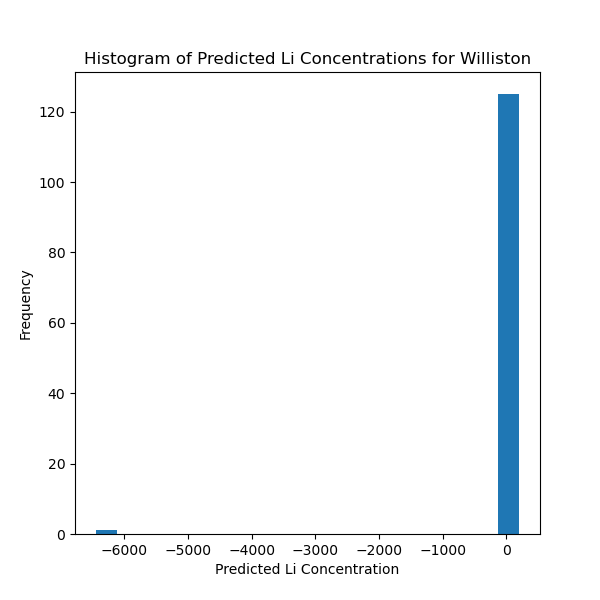 Histogram of Predicted Li Concentrations for Williston
120
100
80
60
40
20
0
Frequency
−6000 −5000 −4000 −3000 −2000 −1000 0
Predicted Li Concentration